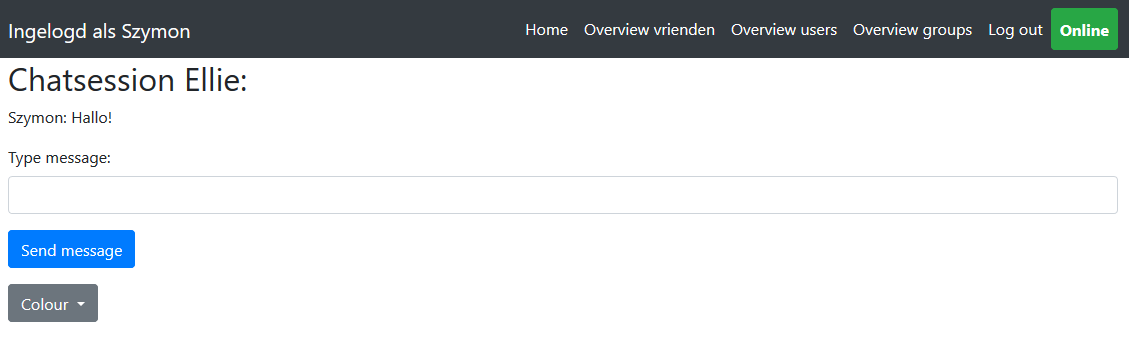 Ingelogd als Szymon Home Overview vrienden Overview users Overview groups Log out Online
Chatsession Ellie:
Szymon: Hallo!
Type message:
Send message
Colour